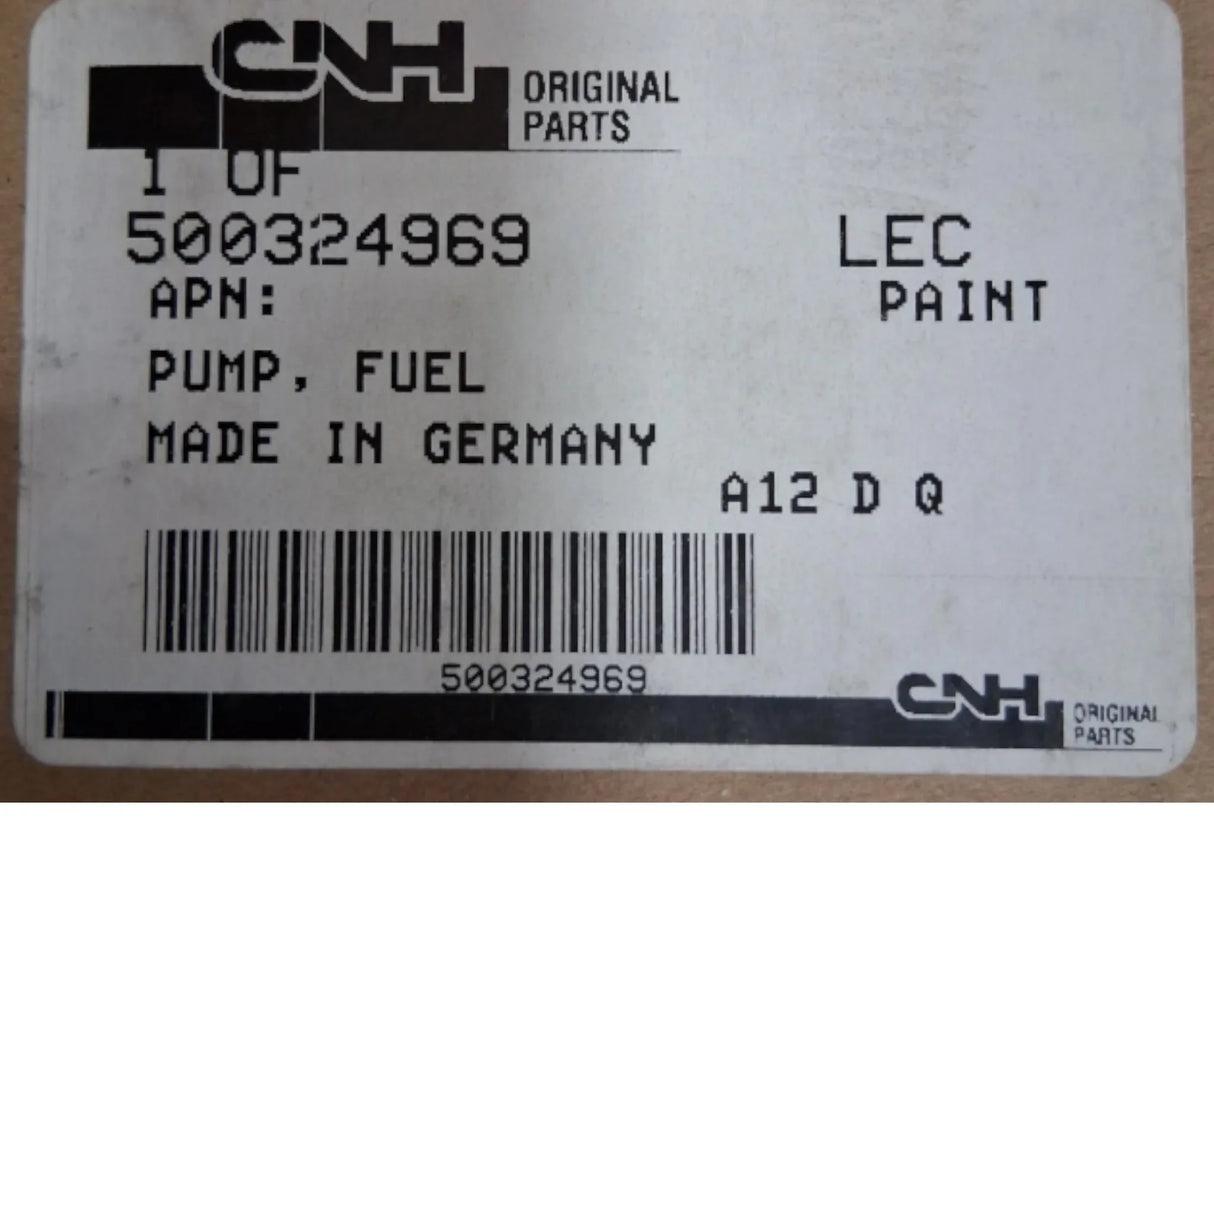 CNH ORIGINAL
PARTS
1 OF
500324969 LEC
APN: PAINT
PUMP, FUEL
MADE IN GERMANY
A12 D Q
500324969
CNH ORIGINAL
PARTS